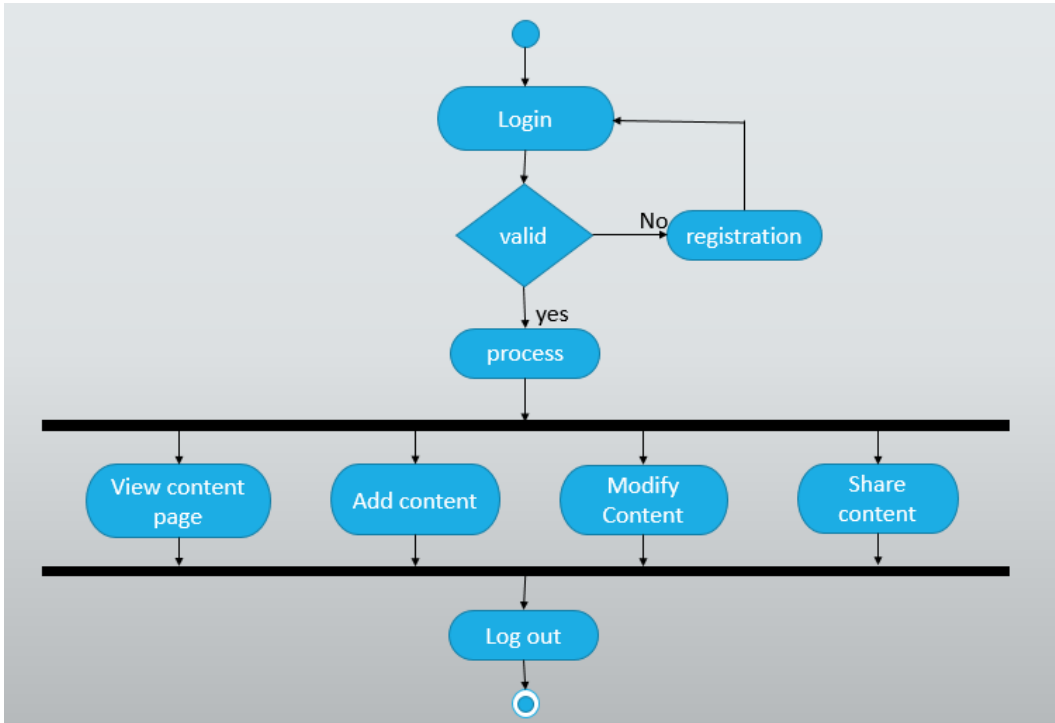 Login
valid
No
registration
yes
process
View content
page
Add content
Modify
Content
Share
content
Log out